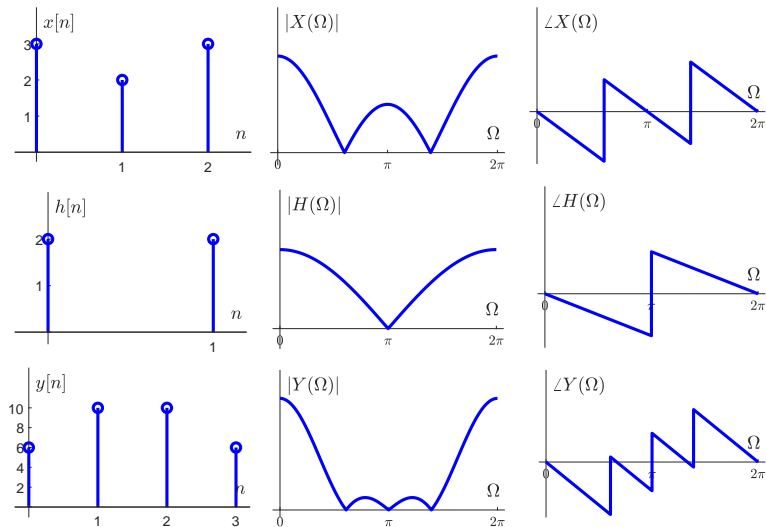 x[n]
3
2
1
1
2
n
|X(Ω)|
Ω
0
π
2π
∠X(Ω)
Ω
0
π
2π
h[n]
2
1
1
n
|H(Ω)|
Ω
0
π
2π
∠H(Ω)
Ω
0
π
2π
y[n]
10
8
6
4
2
1
2
3
n
|Y(Ω)|
Ω
0
π
2π
∠Y(Ω)
Ω
0
π
2π